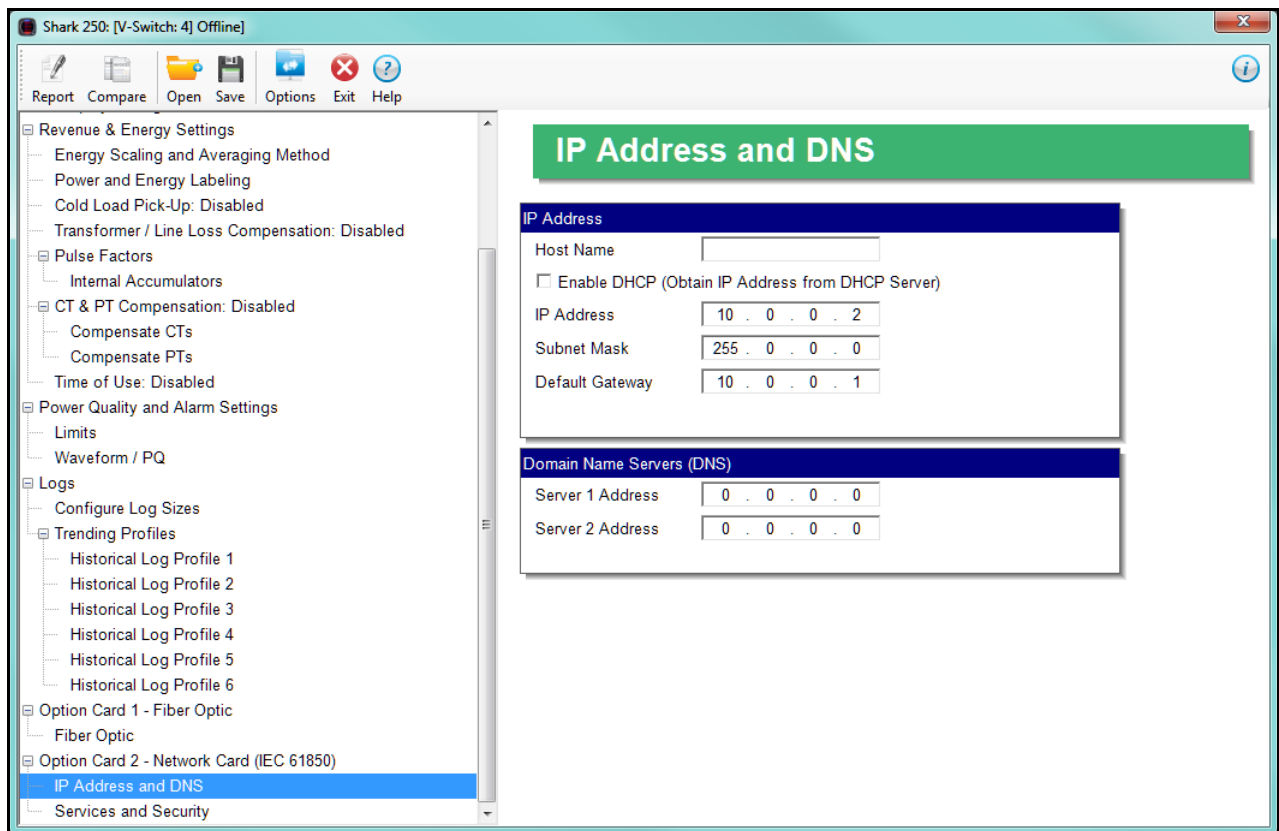 Shark 250: [V-Switch: 4] Offline]
Report Compare Open Save Options Exit Help
Revenue & Energy Settings
Energy Scaling and Averaging Method
Power and Energy Labeling
Cold Load Pick-Up: Disabled
Transformer / Line Loss Compensation: Disabled
Pulse Factors
Internal Accumulators
CT & PT Compensation: Disabled
Compensate CTs
Compensate PTs
Time of Use: Disabled
Power Quality and Alarm Settings
Limits
Waveform / PQ
Logs
Configure Log Sizes
Trending Profiles
Historical Log Profile 1
Historical Log Profile 2
Historical Log Profile 3
Historical Log Profile 4
Historical Log Profile 5
Historical Log Profile 6
Option Card 1 - Fiber Optic
Fiber Optic
Option Card 2 - Network Card (IEC 61850)
IP Address and DNS
Services and Security
IP Address and DNS
IP Address
Host Name
Enable DHCP (Obtain IP Address from DHCP Server)
IP Address 10 . 0 . 0 . 2
Subnet Mask 255 . 0 . 0 . 0
Default Gateway 10 . 0 . 0 . 1
Domain Name Servers (DNS)
Server 1 Address 0 . 0 . 0 . 0
Server 2 Address 0 . 0 . 0 . 0